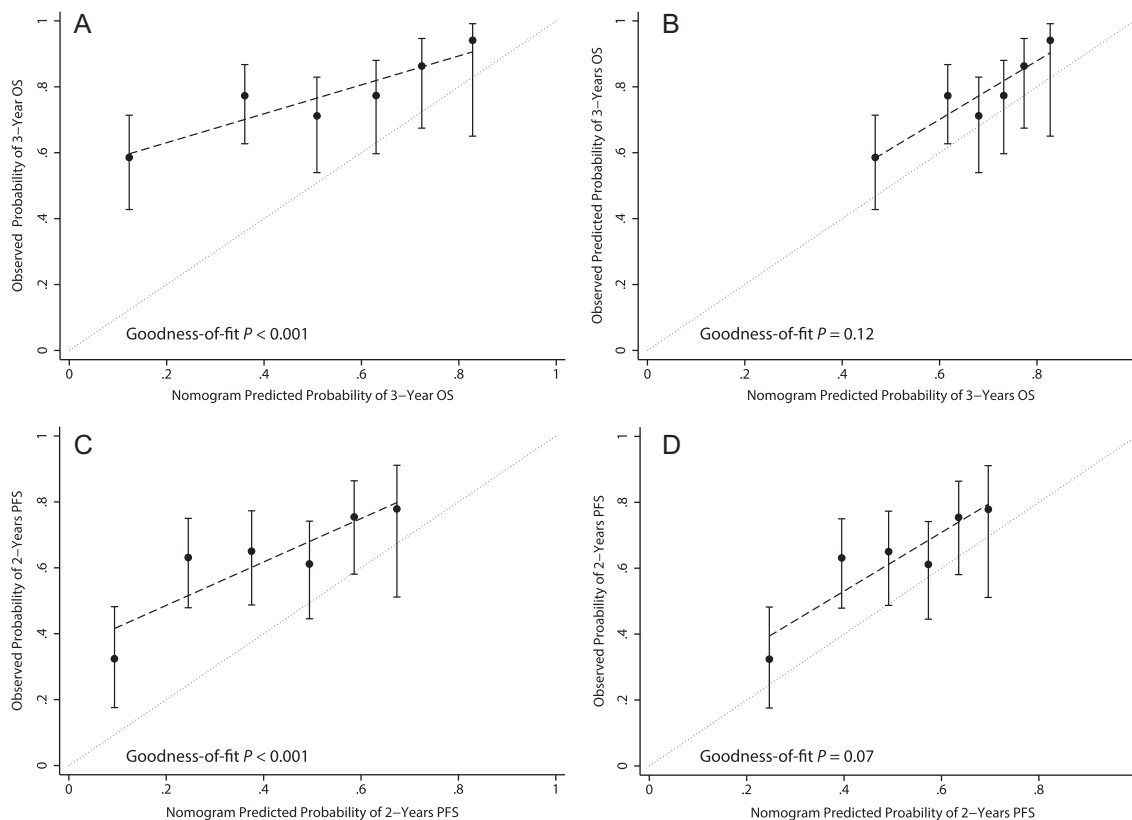 A
Observed Probability of 3−Year OS
1
.8
.6
.4
.2
0
Goodness-of-fit P < 0.001
0
.2
.4
.6
.8
1
Nomogram Predicted Probability of 3−Year OS
B
Observed Predicted Probability of 3−Years OS
1
.8
.6
.4
.2
0
Goodness-of-fit P = 0.12
0
.2
.4
.6
.8
Nomogram Predicted Probability of 3−Years OS
C
Observed Probability of 2−Years PFS
1
.8
.6
.4
.2
0
Goodness-of-fit P < 0.001
0
.2
.4
.6
.8
1
Nomogram Predicted Probability of 2−Years PFS
D
Observed Proability of 2−Years PFS
1
.8
.6
.4
.2
0
Goodness-of-fit P = 0.07
0
.2
.4
.6
.8
Nomogram Predicted Probability of 2−Years PFS